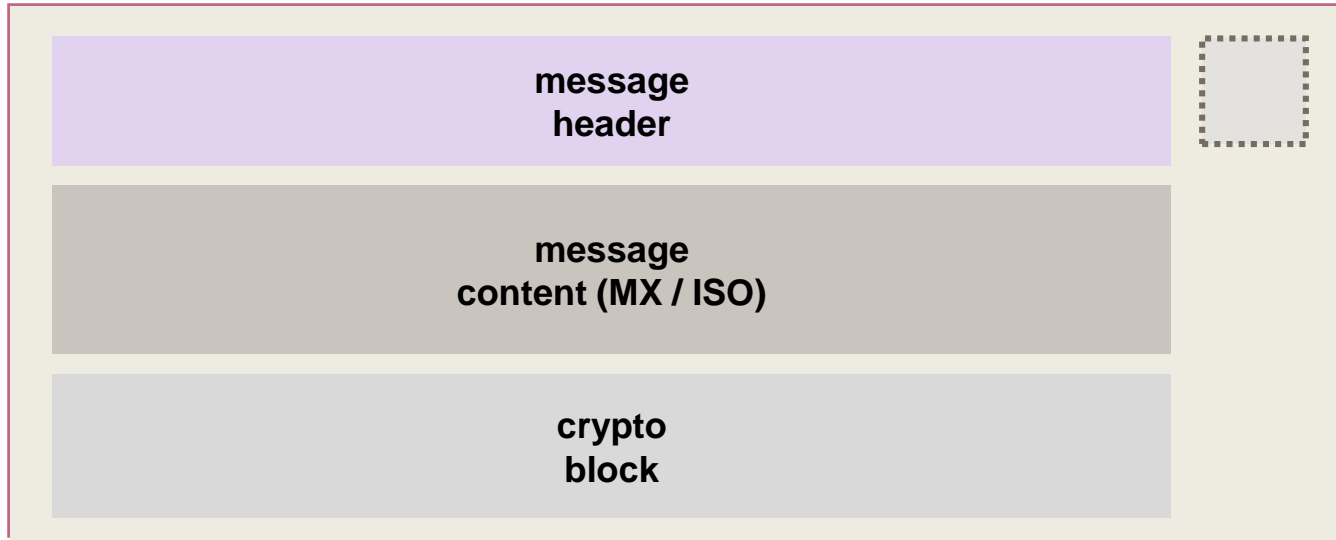 message
header
message
content (MX / ISO)
crypto
block